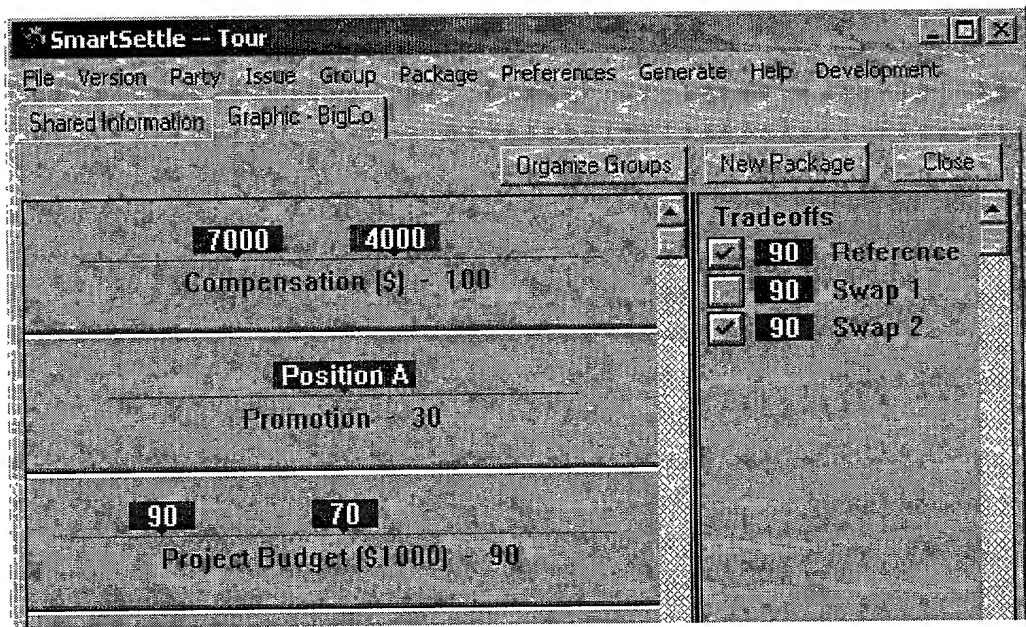 SmartSettle -- Tour
File Version Party Issue Group Package Preferences Generate Help Development
Shared Information Graphic - BigCo
Organize Groups New Package Close
7000 4000
Compensation ($) - 100
Position A
Promotion - 30
90 70
Project Budget ($1000) - 90
Tradeoffs
90 Reference
90 Swap 1
90 Swap 2